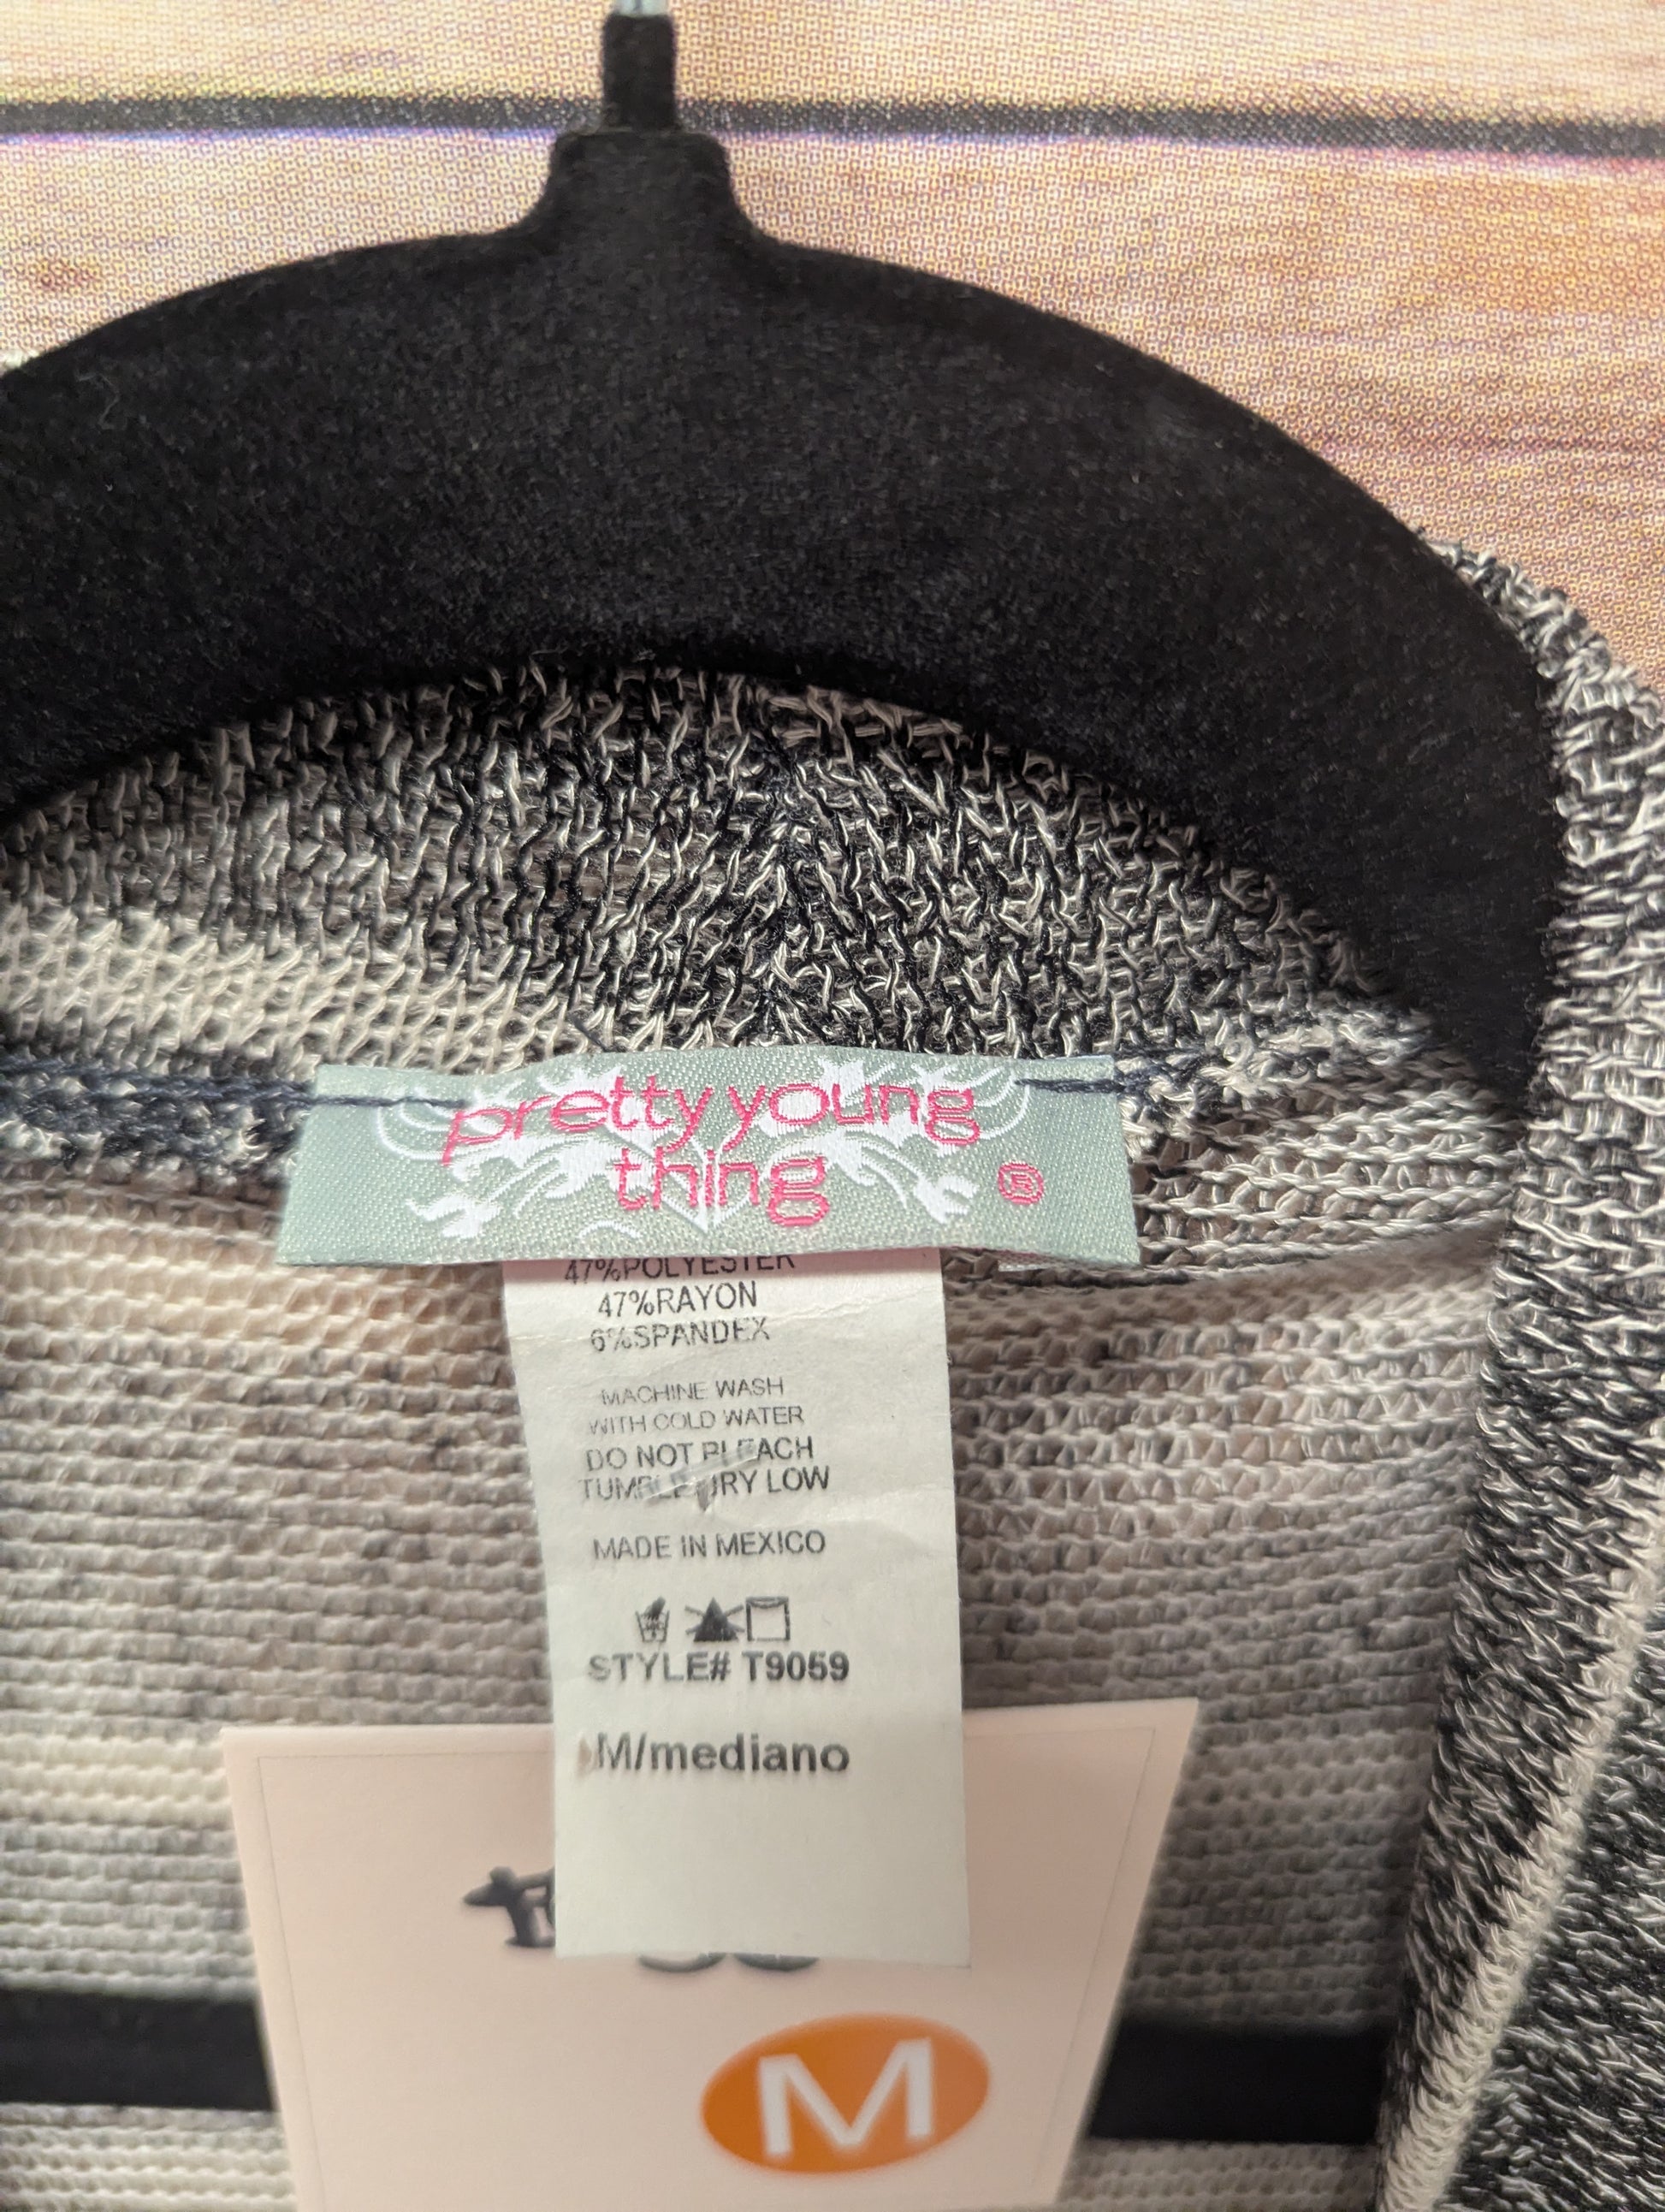 pretty young
thing ®
47%POLYESTER
47%RAYON
6%SPANDEX
MACHINE WASH
WITH COLD WATER
DO NOT BLEACH
TUMBLE DRY LOW
MADE IN MEXICO
STYLE# T9059
M/mediano
M